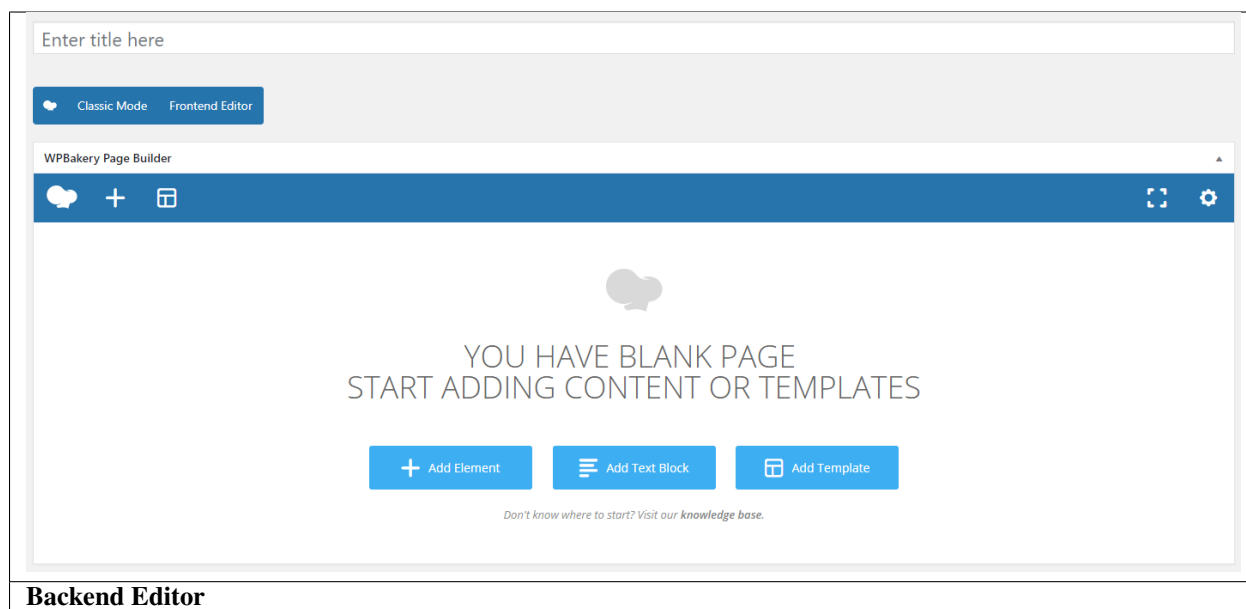 Enter title here
Classic Mode Frontend Editor
WPBakery Page Builder
YOU HAVE BLANK PAGE
START ADDING CONTENT OR TEMPLATES
Add Element Add Text Block Add Template
Don't know where to start? Visit our knowledge base.
Backend Editor